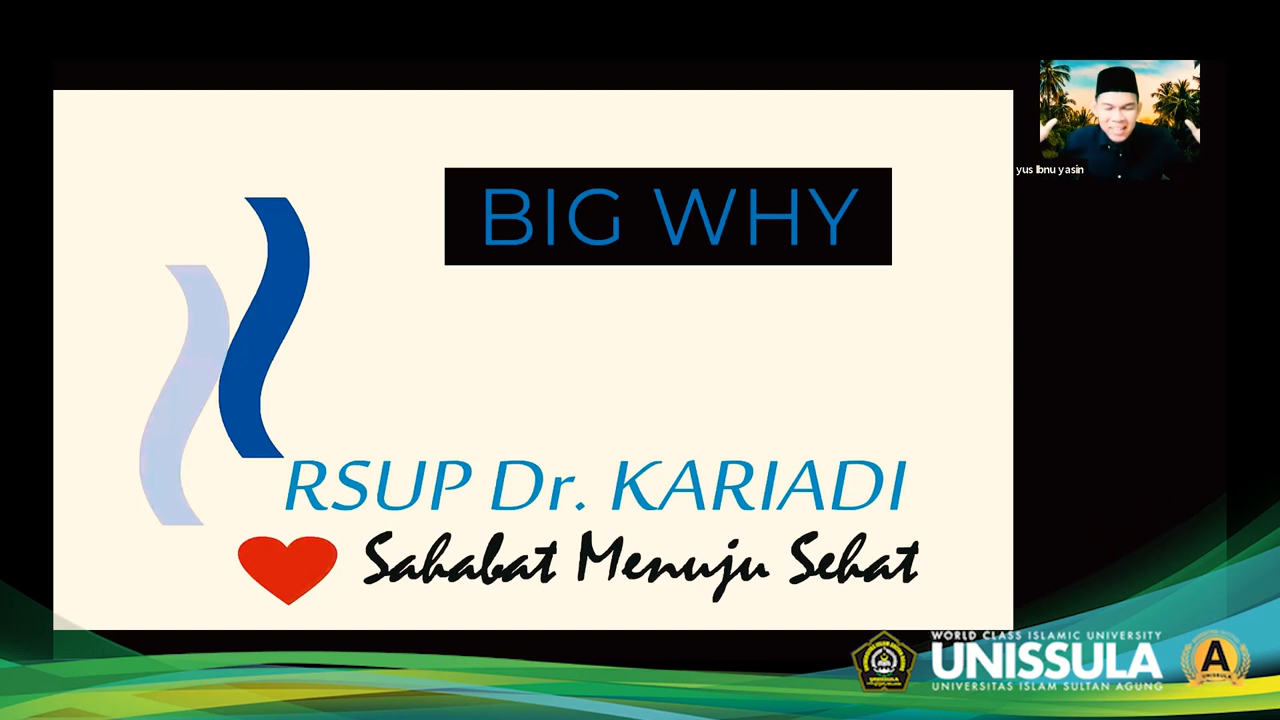 BIG WHY
yus Ibnu yasin
RSUP Dr. KARIADI
Sahabat Menuju Sehat
WORLD CLASS ISLAMIC UNIVERSITY
UNISSULA
UNIVERSITAS ISLAM SULTAN AGUNG
A
UNISSULA